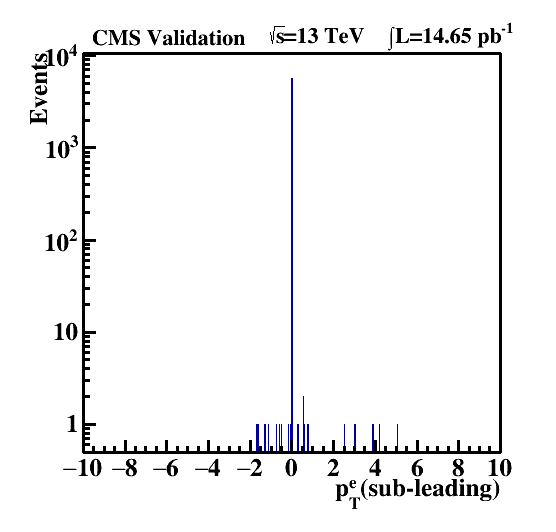 CMS Validation √s=13 TeV ∫L=14.65 pb⁻¹
Events
10⁴
10³
10²
10
1
−10 −8 −6 −4 −2 0 2 4 6 8 10
pᵉ_T(sub-leading)